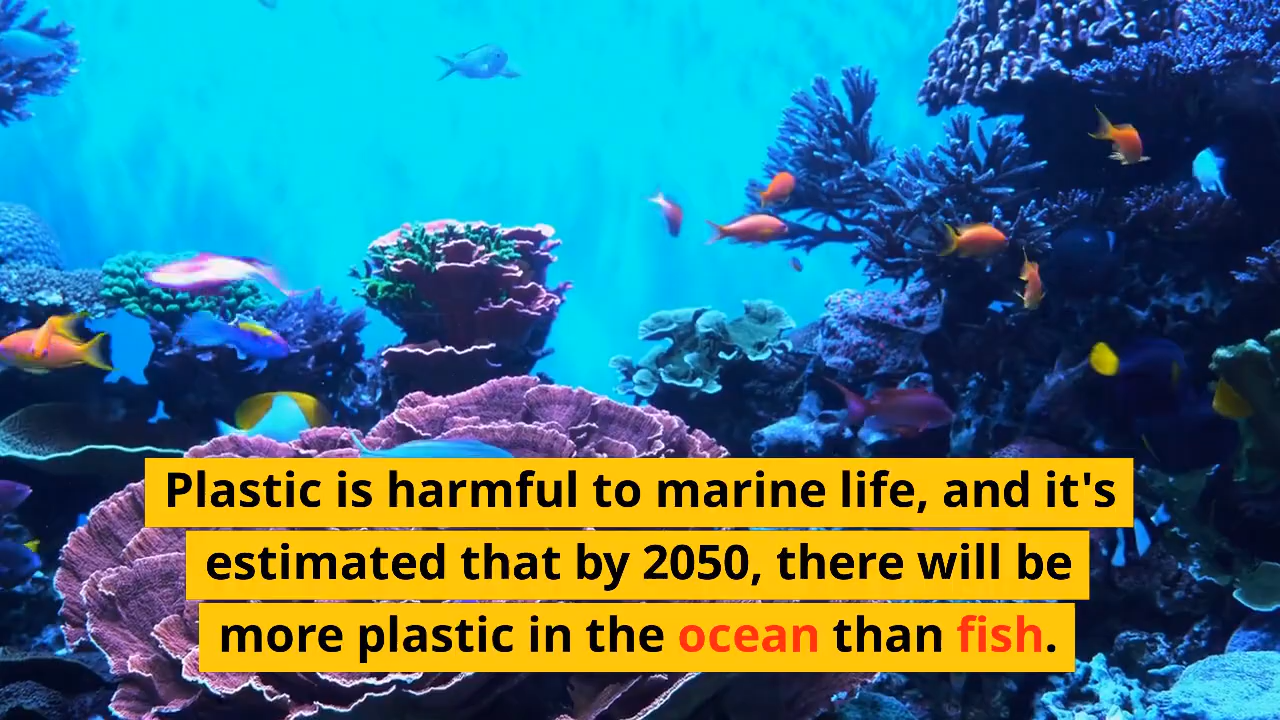 Plastic is harmful to marine life, and it's
estimated that by 2050, there will be
more plastic in the ocean than fish.